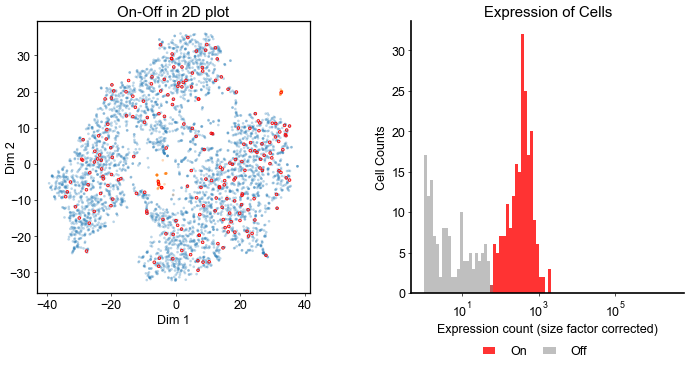 On-Off in 2D plot
Dim 2
30
20
10
0
−10
−20
−30
−40
−20
0
20
40
Dim 1
Expression of Cells
Cell Counts
30
25
20
15
10
5
0
10^1
10^3
10^5
Expression count (size factor corrected)
On
Off